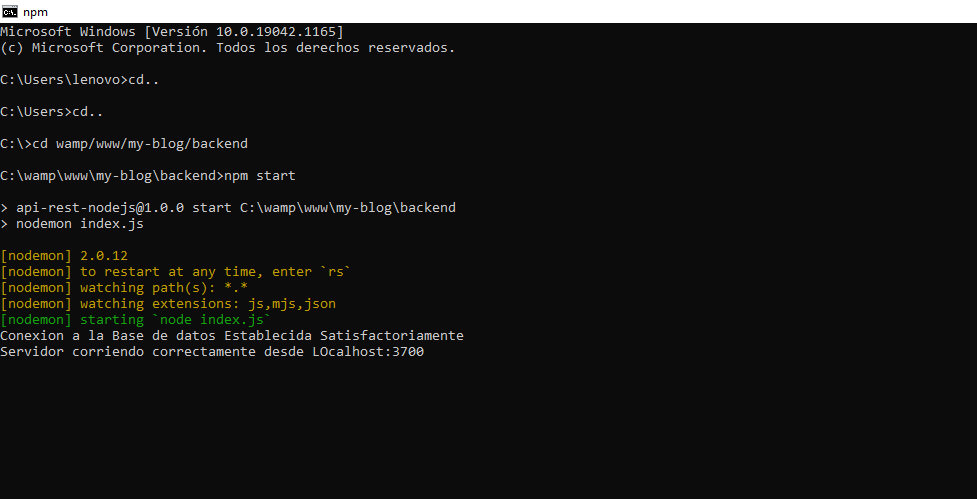 npm
Microsoft Windows [Versión 10.0.19042.1165]
(c) Microsoft Corporation. Todos los derechos reservados.
C:\Users\lenovo>cd..
C:\Users>cd..
C:\>cd wamp/www/my-blog/backend
C:\wamp\www\my-blog\backend>npm start
> api-rest-nodejs@1.0.0 start C:\wamp\www\my-blog\backend
> nodemon index.js
[nodemon] 2.0.12
[nodemon] to restart at any time, enter `rs`
[nodemon] watching path(s): *.*
[nodemon] watching extensions: js,mjs,json
[nodemon] starting `node index.js`
Conexion a la Base de datos Establecida Satisfactoriamente
Servidor corriendo correctamente desde LOcalhost:3700